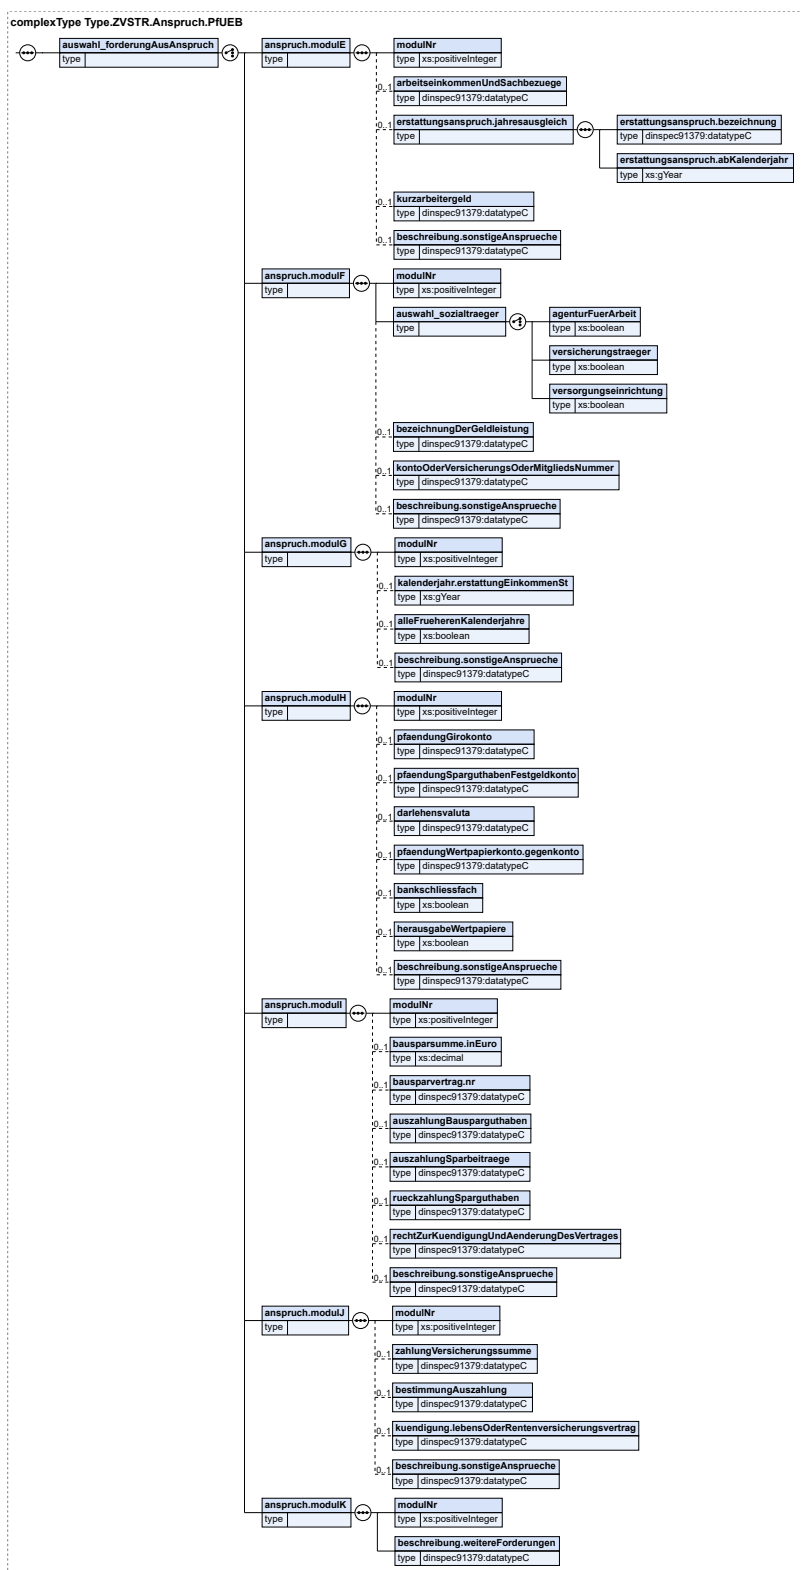 complexType Type.ZVSTR.Anspruch.PfUEB
auswahl_forderungAusAnspruch
type
anspruch.modulE
type
modulNr
type xs:positiveInteger
0..1
arbeitseinkommenUndSachbezuege
type dinspec91379:datatypeC
0..1
erstattungsanspruch.jahresausgleich
type
erstattungsanspruch.bezeichnung
type dinspec91379:datatypeC
erstattungsanspruch.abKalenderjahr
type xs:gYear
0..1
kurzarbeitergeld
type dinspec91379:datatypeC
0..1
beschreibung.sonstigeAnsprueche
type dinspec91379:datatypeC
anspruch.modulF
type
modulNr
type xs:positiveInteger
auswahl_sozialtraeger
type
agenturFuerArbeit
type xs:boolean
versicherungstraeger
type xs:boolean
versorgungseinrichtung
type xs:boolean
0..1
bezeichnungDerGeldleistung
type dinspec91379:datatypeC
0..1
kontoOderVersicherungsOderMitgliedsNummer
type dinspec91379:datatypeC
0..1
beschreibung.sonstigeAnsprueche
type dinspec91379:datatypeC
anspruch.modulG
type
modulNr
type xs:positiveInteger
0..1
kalenderjahr.erstattungEinkommenSt
type xs:gYear
0..1
alleFrueherenKalenderjahre
type xs:boolean
0..1
beschreibung.sonstigeAnsprueche
type dinspec91379:datatypeC
anspruch.modulH
type
modulNr
type xs:positiveInteger
0..1
pfaendungGirokonto
type dinspec91379:datatypeC
0..1
pfaendungSparguthabenFestgeldkonto
type dinspec91379:datatypeC
0..1
darlehensvaluta
type dinspec91379:datatypeC
0..1
pfaendungWertpapierkonto.gegenkonto
type dinspec91379:datatypeC
0..1
bankschliessfach
type xs:boolean
0..1
herausgabeWertpapiere
type xs:boolean
0..1
beschreibung.sonstigeAnsprueche
type dinspec91379:datatypeC
anspruch.modulI
type
modulNr
type xs:positiveInteger
0..1
bausparsumme.inEuro
type xs:decimal
0..1
bausparvertrag.nr
type dinspec91379:datatypeC
0..1
auszahlungBausparguthaben
type dinspec91379:datatypeC
0..1
auszahlungSparbeitraege
type dinspec91379:datatypeC
0..1
rueckzahlungSparguthaben
type dinspec91379:datatypeC
0..1
rechtZurKuendigungUndAenderungDesVertrages
type dinspec91379:datatypeC
0..1
beschreibung.sonstigeAnsprueche
type dinspec91379:datatypeC
anspruch.modulJ
type
modulNr
type xs:positiveInteger
0..1
zahlungVersicherungssumme
type dinspec91379:datatypeC
0..1
bestimmungAuszahlung
type dinspec91379:datatypeC
0..1
kuendigung.lebensOderRentenversicherungsvertrag
type dinspec91379:datatypeC
0..1
beschreibung.sonstigeAnsprueche
type dinspec91379:datatypeC
anspruch.modulK
type
modulNr
type xs:positiveInteger
beschreibung.weitereForderungen
type dinspec91379:datatypeC